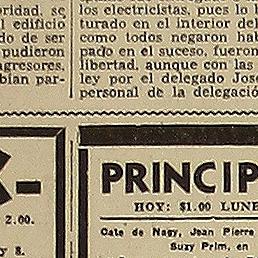 oridad, se
l edificio
do de ser
pudieron
agresores,
bían par-
los electricistas, pues lo h
turado en el interior del
como todos negaron hab
pado en el suceso, fueron
libertad, aunque con las
ley por el delegado José
personal de la delegació
K-
2.00.
y 8.
PRINCIP
HOY: $1.00 LUNE
Cate de Nagy, Jean Pierre
Suzy Prim, en